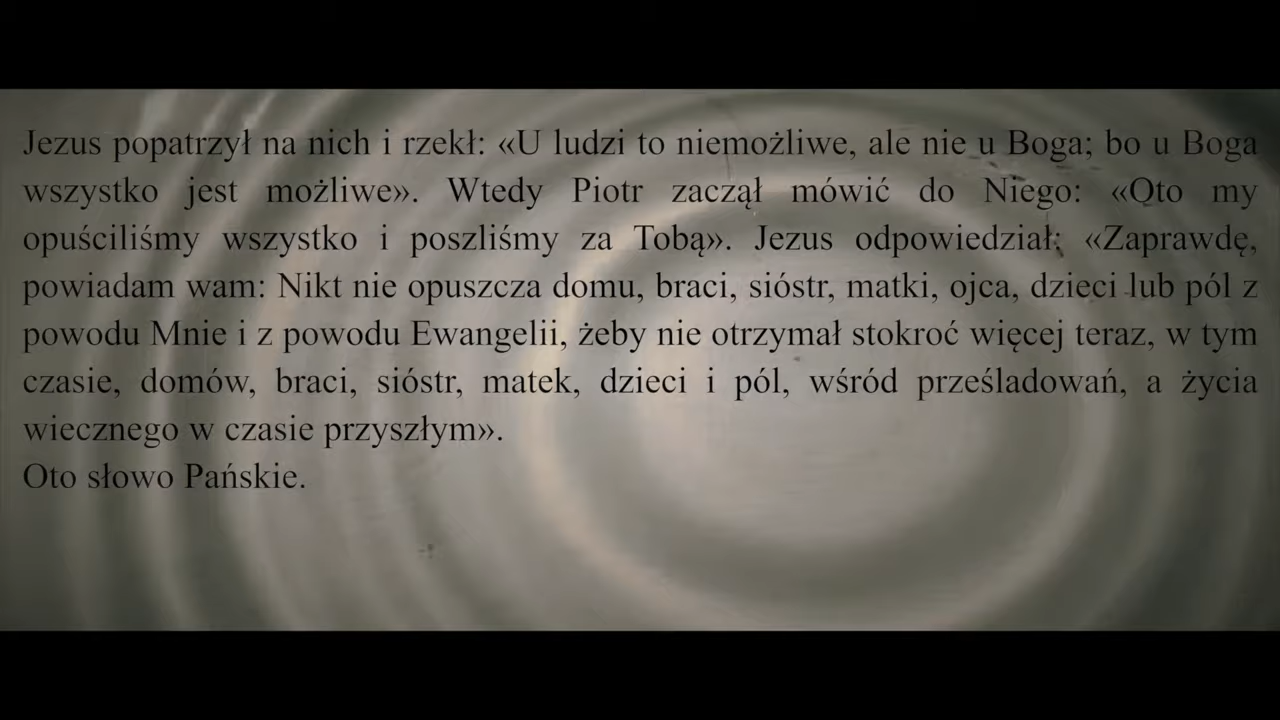 Jezus popatrzył na nich i rzekł: «U ludzi to niemożliwe, ale nie u Boga; bo u Boga
wszystko jest możliwe». Wtedy Piotr zaczął mówić do Niego: «Oto my
opuściliśmy wszystko i poszliśmy za Tobą». Jezus odpowiedział: «Zaprawdę,
powiadam wam: Nikt nie opuszcza domu, braci, sióstr, matki, ojca, dzieci lub pól z
powodu Mnie i z powodu Ewangelii, żeby nie otrzymał stokroć więcej teraz, w tym
czasie, domów, braci, sióstr, matek, dzieci i pól, wśród prześladowań, a życia
wiecznego w czasie przyszłym».
Oto słowo Pańskie.